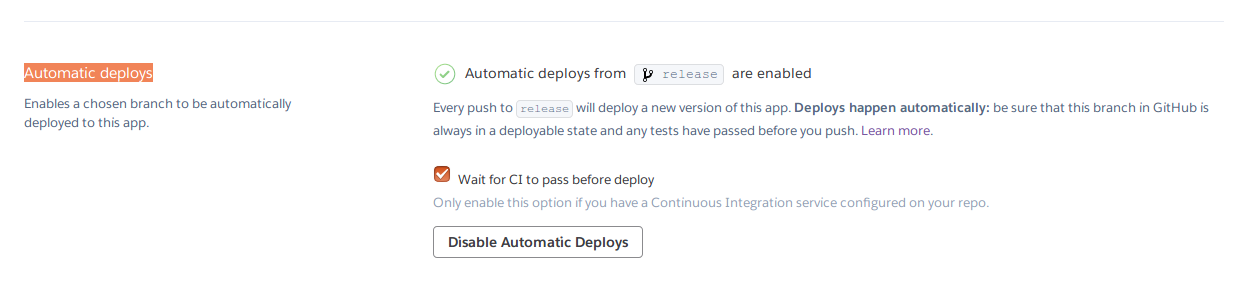 Automatic deploys
Enables a chosen branch to be automatically
deployed to this app.
Automatic deploys from release are enabled
Every push to release will deploy a new version of this app. Deploys happen automatically: be sure that this branch in GitHub is
always in a deployable state and any tests have passed before you push. Learn more.
Wait for CI to pass before deploy
Only enable this option if you have a Continuous Integration service configured on your repo.
Disable Automatic Deploys